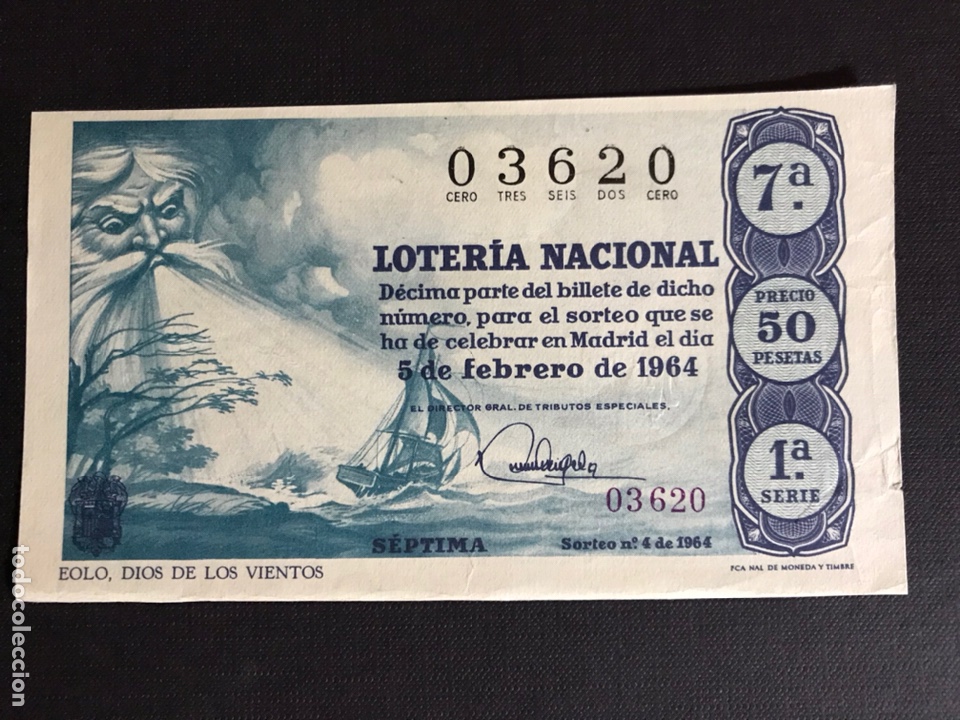 03620
CERO TRES SEIS DOS CERO
LOTERÍA NACIONAL
Décima parte del billete de dicho
número, para el sorteo que se
ha de celebrar en Madrid el día
5 de febrero de 1964
EL DIRECTOR GRAL. DE TRIBUTOS ESPECIALES,
03620
SÉPTIMA
Sorteo nº. 4 de 1964
7ª.
PRECIO
50
PESETAS
1ª.
SERIE
EOLO, DIOS DE LOS VIENTOS
FCA NAL DE MONEDA Y TIMBRE
todocoleccion.net